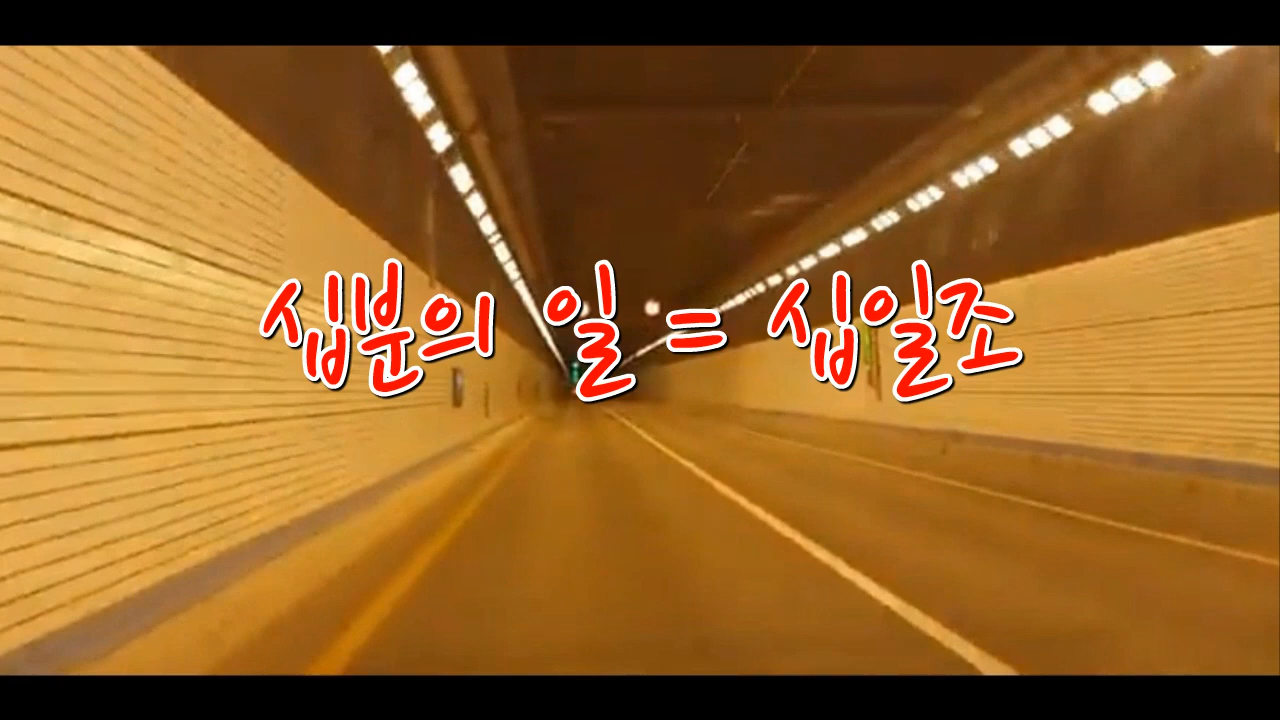 십분의 일 = 십일조